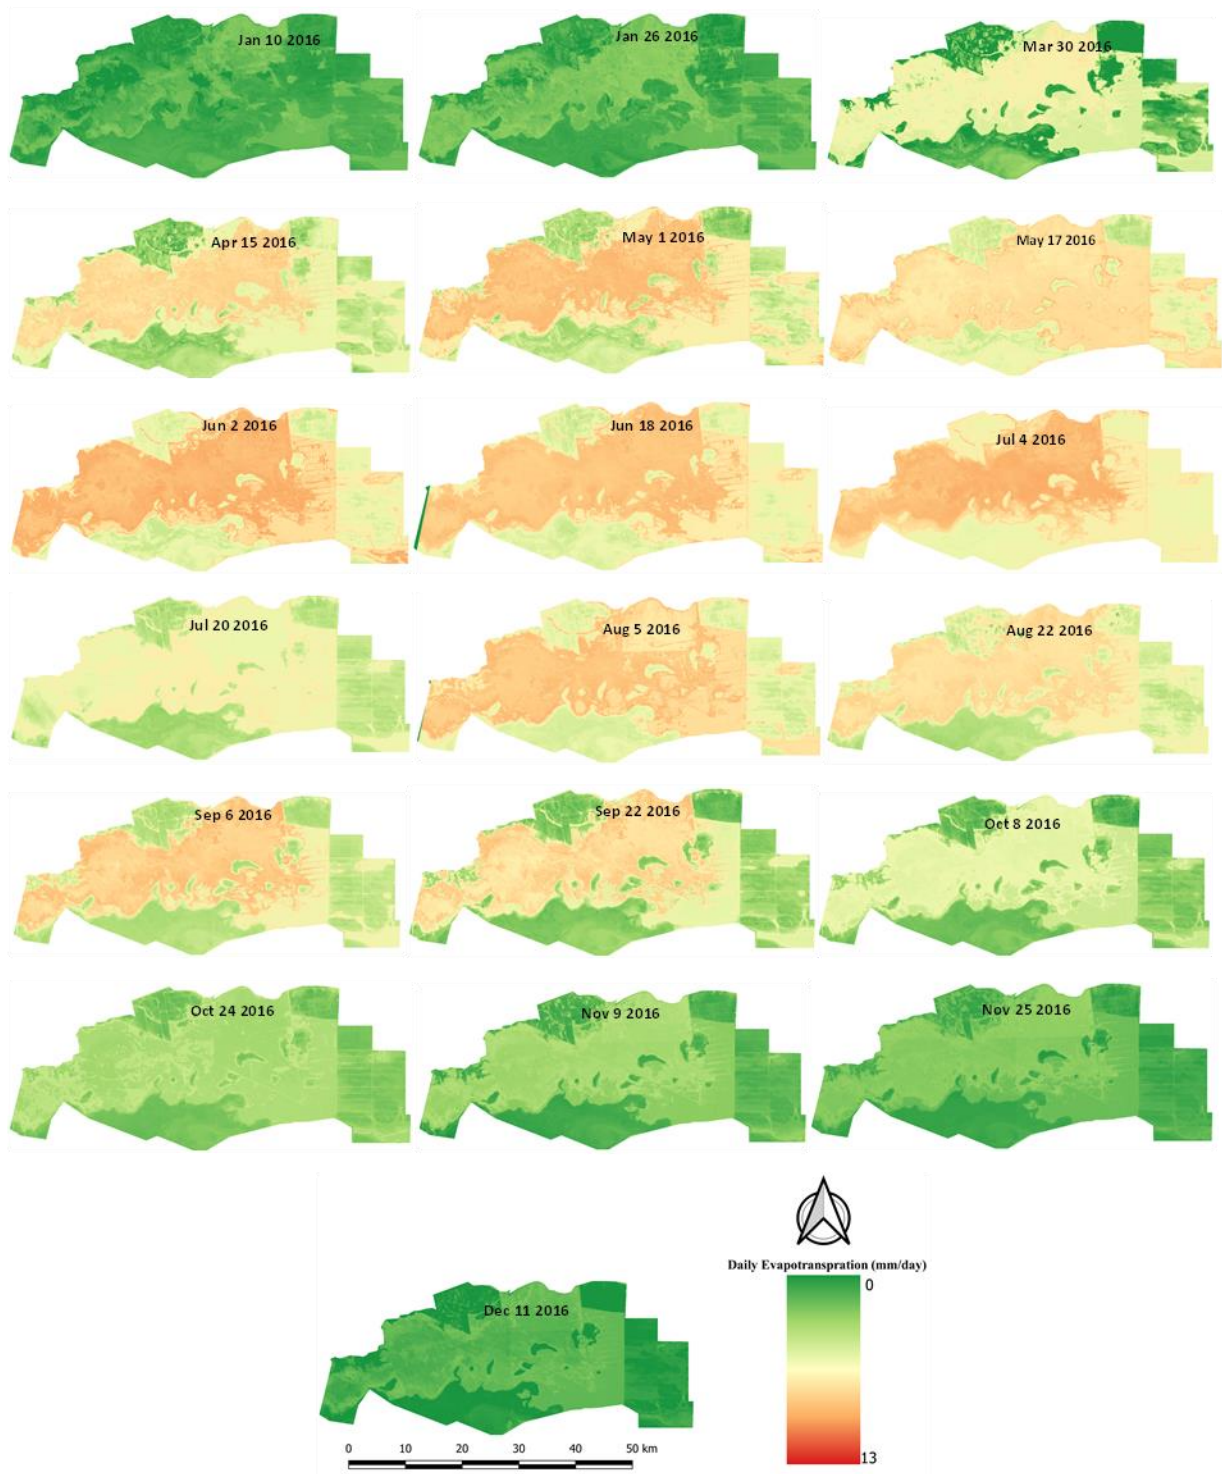 Jan 10 2016
Jan 26 2016
Mar 30 2016
Apr 15 2016
May 1 2016
May 17 2016
Jun 2 2016
Jun 18 2016
Jul 4 2016
Jul 20 2016
Aug 5 2016
Aug 22 2016
Sep 6 2016
Sep 22 2016
Oct 8 2016
Oct 24 2016
Nov 9 2016
Nov 25 2016
Dec 11 2016
Daily Evapotranspration (mm/day)
0
13
0 10 20 30 40 50 km